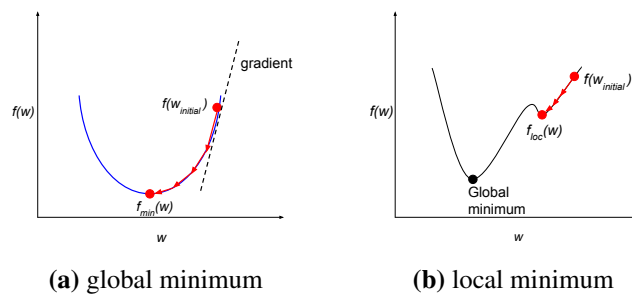 gradient
f(w)
f(w_initial)
f_min(w)
w
(a) global minimum
f(w)
f(w_initial)
f_loc(w)
Global
minimum
w
(b) local minimum